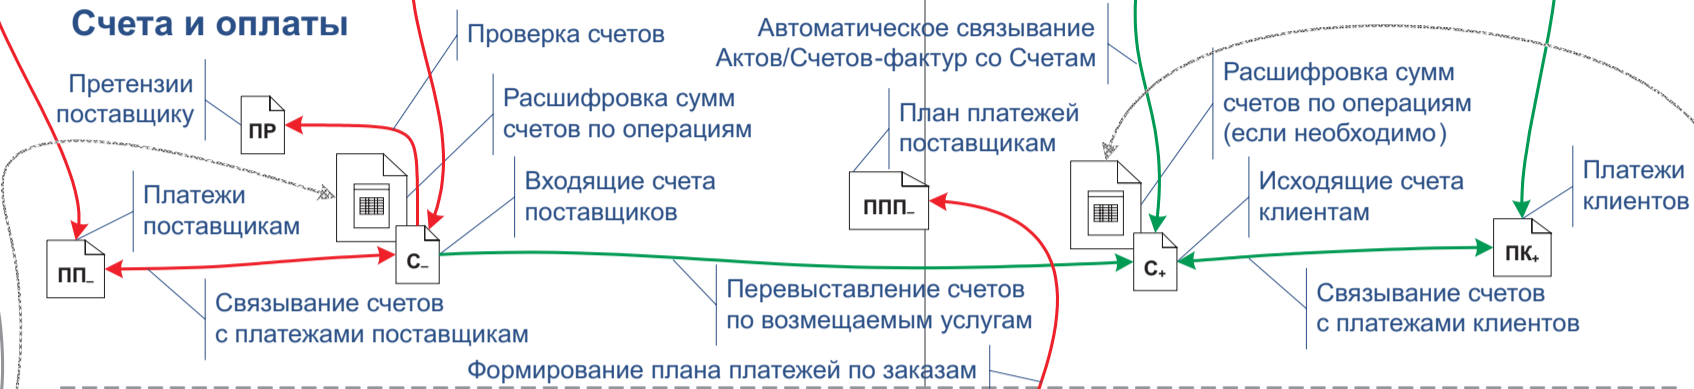 Счета и оплаты
Проверка счетов
Автоматическое связывание
Актов/Счетов-фактур со Счетам
Претензии
поставщику
ПР
Расшифровка сумм
счетов по операциям
План платежей
поставщикам
Расшифровка сумм
счетов по операциям
(если необходимо)
Платежи
поставщикам
Входящие счета
поставщиков
ППП–
Исходящие счета
клиентам
Платежи
клиентов
ПП–
С–
С+
ПК+
Связывание счетов
с платежами поставщикам
Перевыставление счетов
по возмещаемым услугам
Связывание счетов
с платежами клиентов
Формирование плана платежей по заказам